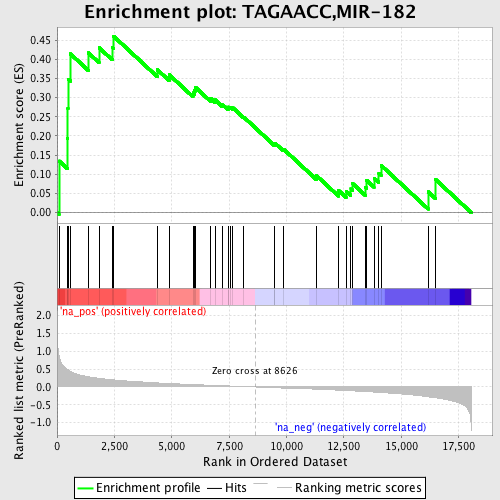 Enrichment plot: TAGAACC,MIR-182
Enrichment score (ES)
0.45
0.40
0.35
0.30
0.25
0.20
0.15
0.10
0.05
0.00
'na_pos' (positively correlated)
Ranked list metric (PreRanked)
2.0
1.5
1.0
0.5
0.0
-0.5
-1.0
Zero cross at 8626
'na_neg' (negatively correlated)
0 2,500 5,000 7,500 10,000 12,500 15,000 17,500
Rank in Ordered Dataset
Enrichment profile Hits Ranking metric scores